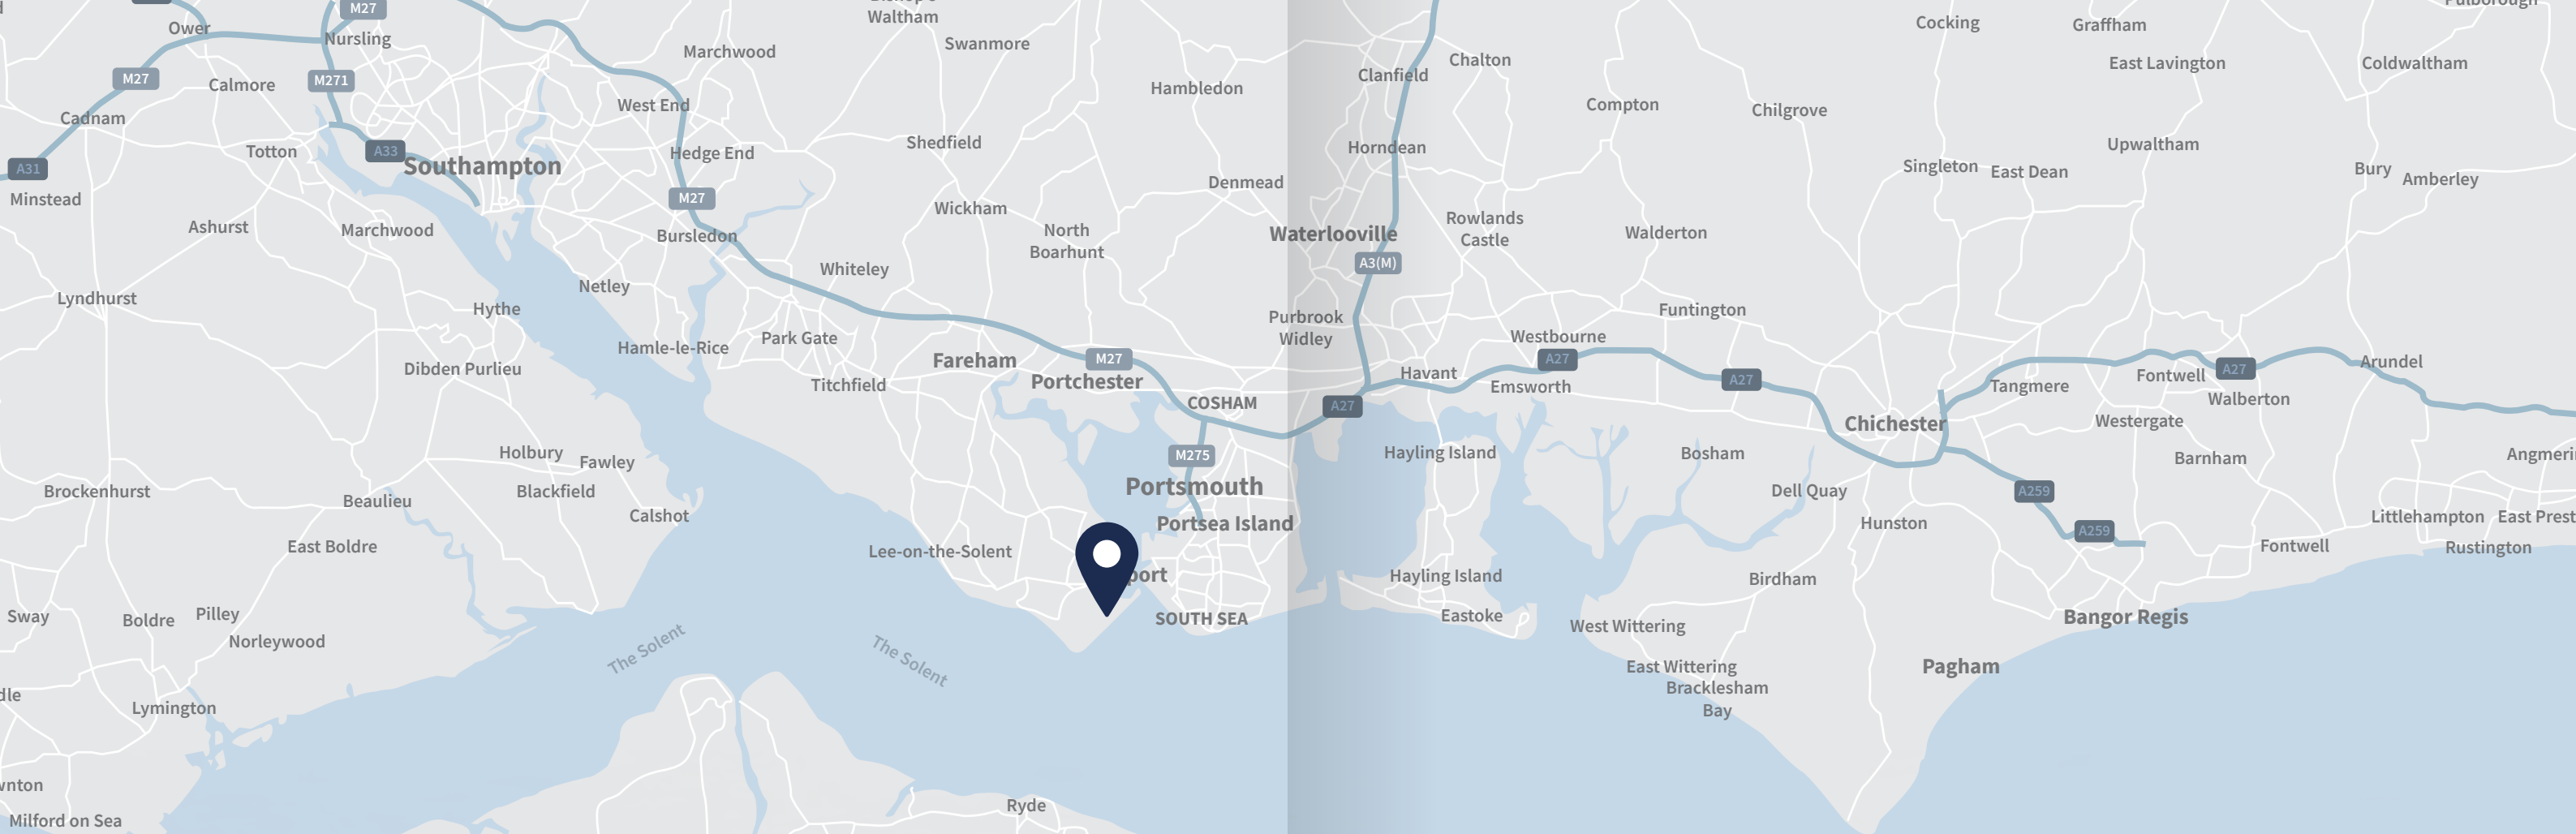 M27
Ower
Nursling
M27
Calmore
M271
Cadnam
Totton
A33
Southampton
A31
Minstead
Ashurst
Marchwood
Lyndhurst
Hythe
Dibden Purlieu
Holbury
Fawley
Blackfield
Brockenhurst
Beaulieu
Calshot
East Boldre
Sway
Boldre
Pilley
Norleywood
Lymington
Milford on Sea
Waltham
Swanmore
Marchwood
West End
Hambledon
Hedge End
Shedfield
Denmead
M27
Wickham
Bursledon
North
Boarhunt
Whiteley
Netley
Park Gate
Hamle-le-Rice
Titchfield
Fareham
M27
Portchester
COSHAM
M275
Portsmouth
Portsea Island
Lee-on-the-Solent
port
SOUTH SEA
The Solent
The Solent
Ryde
Clanfield
Chalton
Horndean
Waterlooville
A3(M)
Rowlands
Castle
Purbrook
Widley
Havant
A27
Westbourne
A27
Emsworth
Hayling Island
Hayling Island
Eastoke
Compton
Chilgrove
Walderton
Funtington
A27
Bosham
Dell Quay
Birdham
West Wittering
East Wittering
Bracklesham
Bay
Cocking
Graffham
East Lavington
Coldwaltham
Upwaltham
Singleton
East Dean
Bury
Amberley
Chichester
Tangmere
Fontwell
A27
Arundel
Walberton
Westergate
Barnham
A259
Hunston
A259
Littlehampton
Fontwell
Rustington
Bangor Regis
Pagham